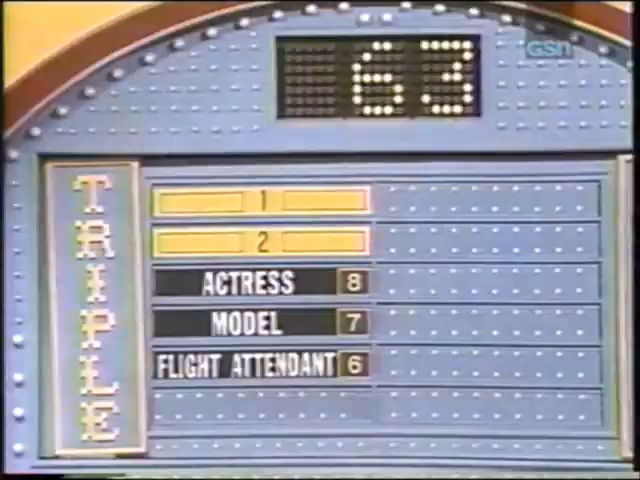 GSN
63
TRIPLE
1
2
ACTRESS 8
MODEL 7
FLIGHT ATTENDANT 6